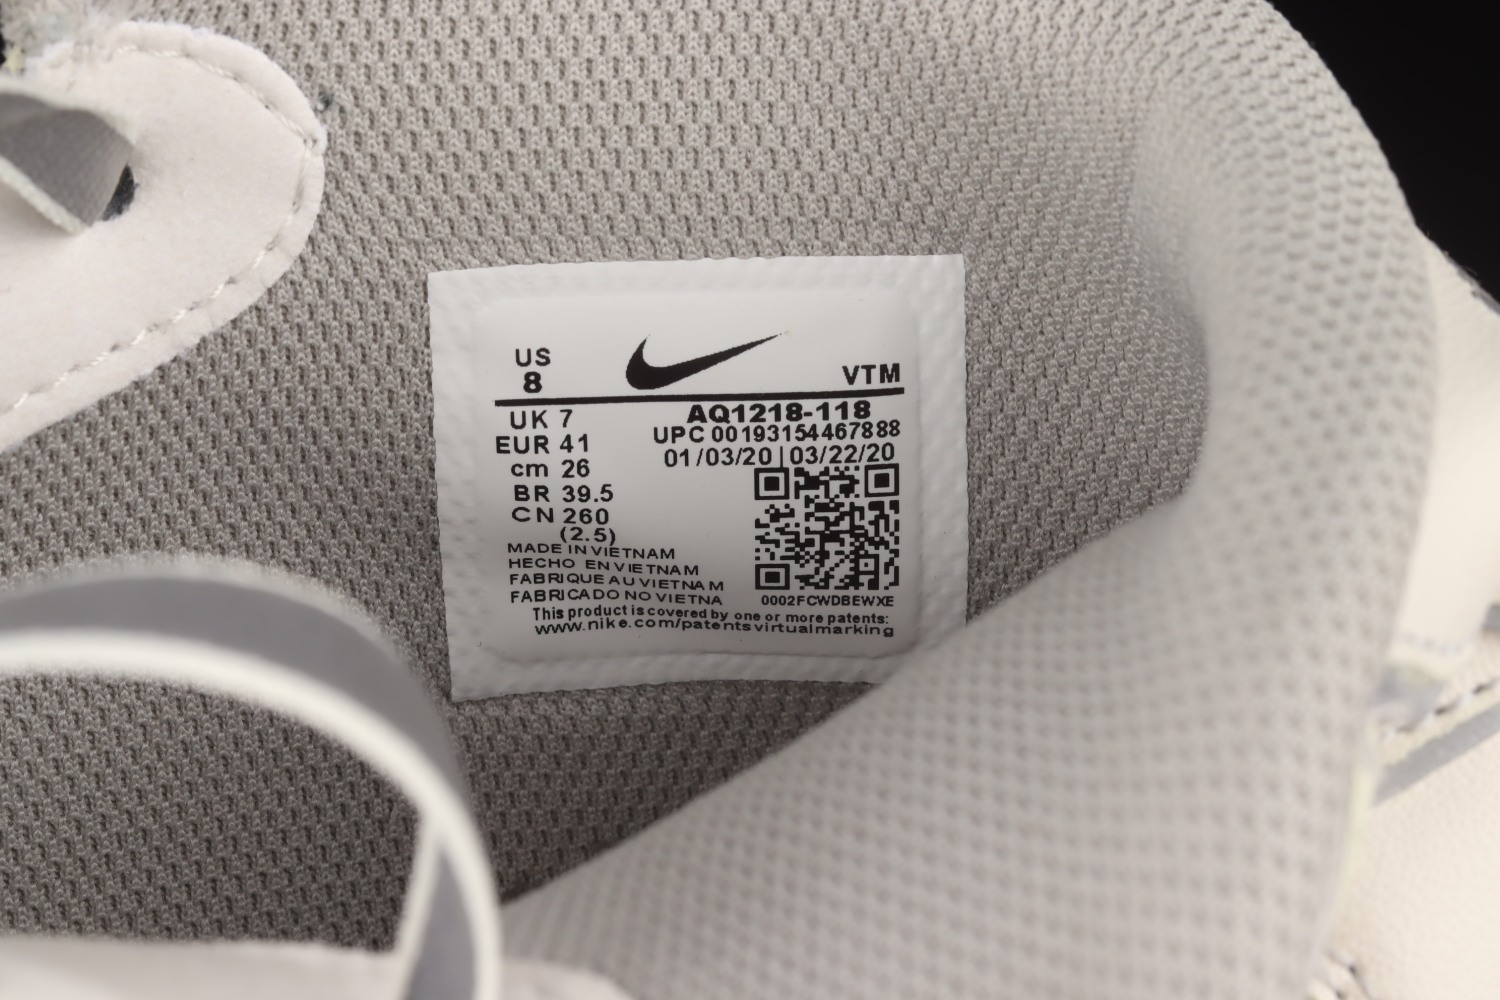 US
8
VTM
UK 7
EUR 41
cm 26
BR 39.5
CN 260
(2.5)
AQ1218-118
UPC 00193154467888
01/03/20 | 03/22/20
MADE IN VIETNAM
HECHO EN VIETNAM
FABRIQUE AU VIETNAM
FABRICADO NO VIETNA
0002FCWDBEWXE
This product is covered by one or more patents:
www.nike.com/patentsvirtualmarking